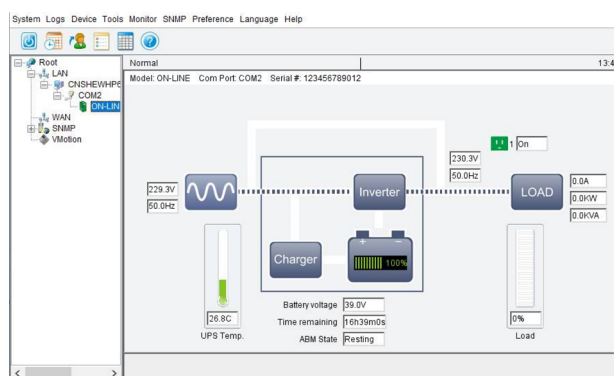 System Logs Device Tools Monitor SNMP Preference Language Help
Root
LAN
CNSHEWHP6
COM2
ON-LIN
WAN
SNMP
VMotion
Normal
13:4
Model: ON-LINE Com Port: COM2 Serial #: 123456789012
1 On
230.3V
50.0Hz
229.3V
50.0Hz
Inverter
LOAD
0.0A
0.0KW
0.0KVA
Charger
+ −
100%
26.8C
UPS Temp.
Battery voltage 39.0V
Time remaining 16h39m0s
ABM State Resting
0%
Load